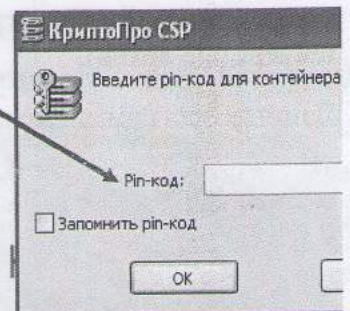 КриптоПро CSP
Введите pin-код для контейнера
Pin-код:
Запомнить pin-код
OK